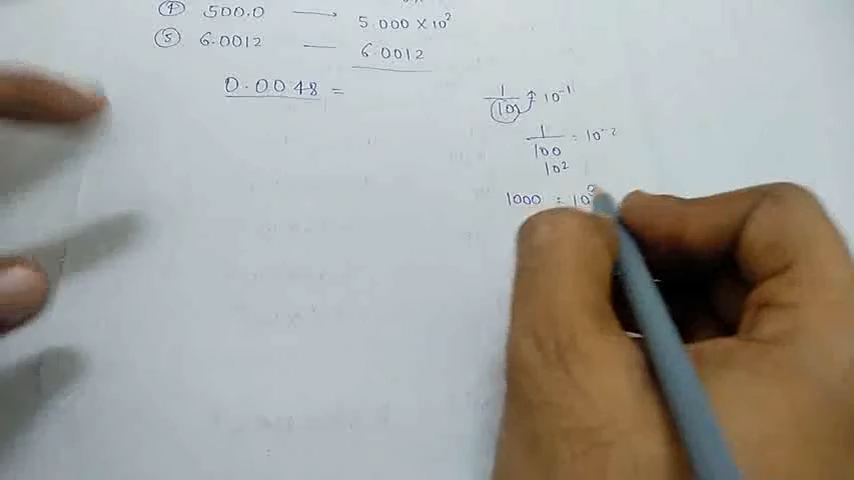 ④ 500.0 → 5.000 × 10²
⑤ 6.0012 — 6.0012
0.0048 =
1/10 10⁻¹
1/100 = 10⁻²
10²
1000 = 10